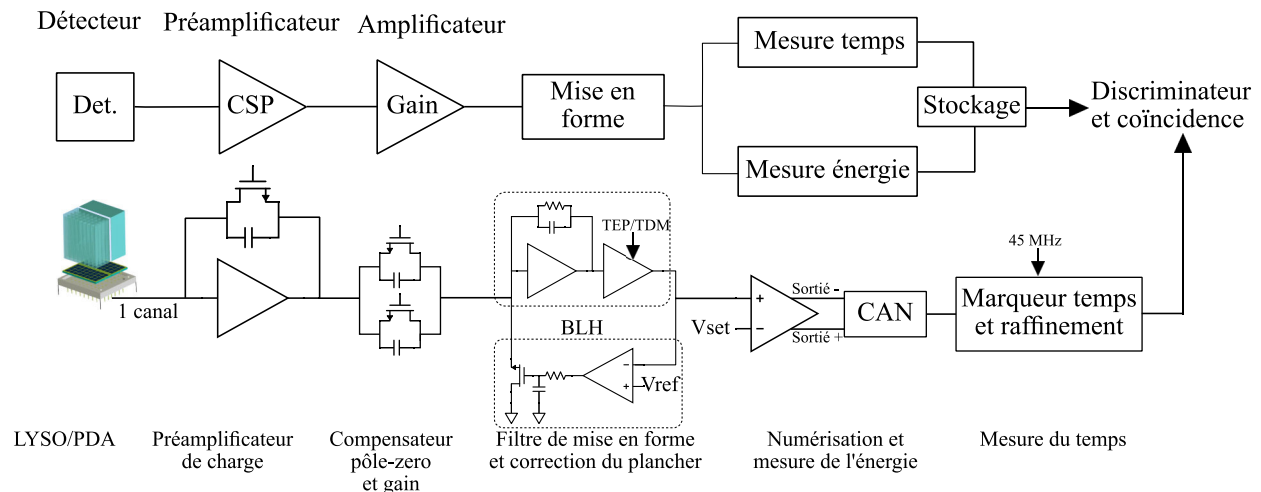 Détecteur
Préamplificateur
Amplificateur
Det.
CSP
Gain
Mise en
forme
Mesure temps
Mesure énergie
Stockage
Discriminateur
et coïncidence
1 canal
TEP/TDM
BLH
Vref
Vset
Sortié -
Sortié +
CAN
45 MHz
Marqueur temps
et raffinement
LYSO/PDA
Préamplificateur
de charge
Compensateur
pôle-zero
et gain
Filtre de mise en forme
et correction du plancher
Numérisation et
mesure de l'énergie
Mesure du temps